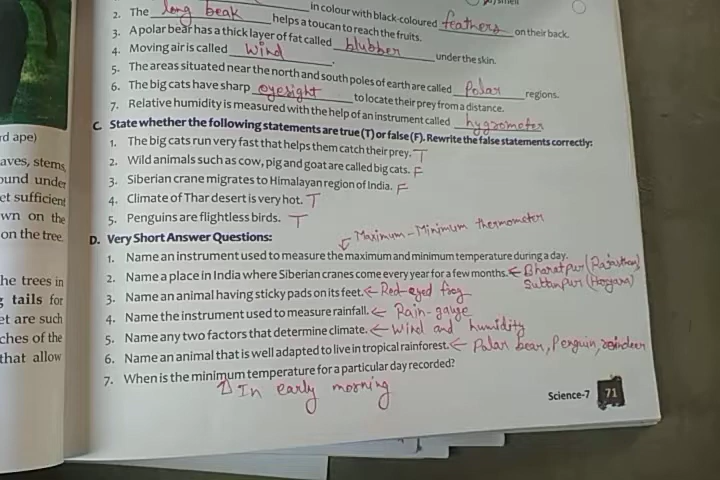 in colour with black-coloured feathers on their back.
2. The long beak helps a toucan to reach the fruits.
3. A polar bear has a thick layer of fat called blubber under the skin.
4. Moving air is called wind.
5. The areas situated near the north and south poles of earth are called Polar regions.
6. The big cats have sharp eyesight to locate their prey from a distance.
7. Relative humidity is measured with the help of an instrument called hygrometer
C. State whether the following statements are true (T) or false (F). Rewrite the false statements correctly:
1. The big cats run very fast that helps them catch their prey. T
2. Wild animals such as cow, pig and goat are called big cats. F
3. Siberian crane migrates to Himalayan region of India. F
4. Climate of Thar desert is very hot. T
5. Penguins are flightless birds. T
Maximum-Minimum thermometer
D. Very Short Answer Questions:
1. Name an instrument used to measure the maximum and minimum temperature during a day.
2. Name a place in India where Siberian cranes come every year for a few months. Bharatpur (Rajasthan)
Sultanpur (Haryana)
3. Name an animal having sticky pads on its feet. Red-eyed frog
4. Name the instrument used to measure rainfall. Rain-gauge
5. Name any two factors that determine climate. Wind and humidity
6. Name an animal that is well adapted to live in tropical rainforest. Polar bear, Penguin, reindeer
7. When is the minimum temperature for a particular day recorded?
In early morning
Science-7 71
rd ape)
aves, stems
ound under
et sufficient
wn on the
on the tree.
he trees in
g tails for
et are such
ches of the
that allow